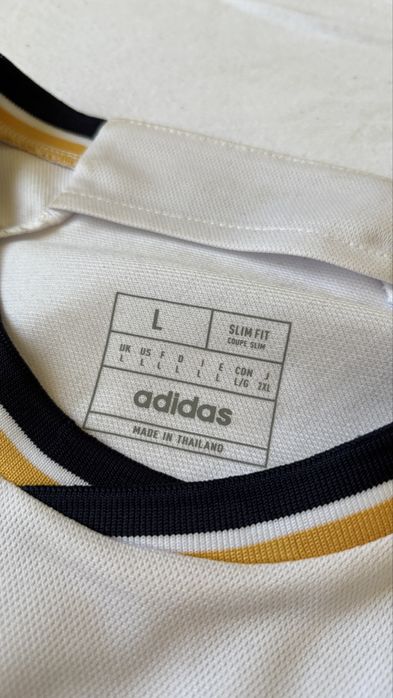 L
SLIM FIT
COUPE SLIM
UK US F D I E CON J
L L L L L L L/G 2XL
adidas
MADE IN THAILAND